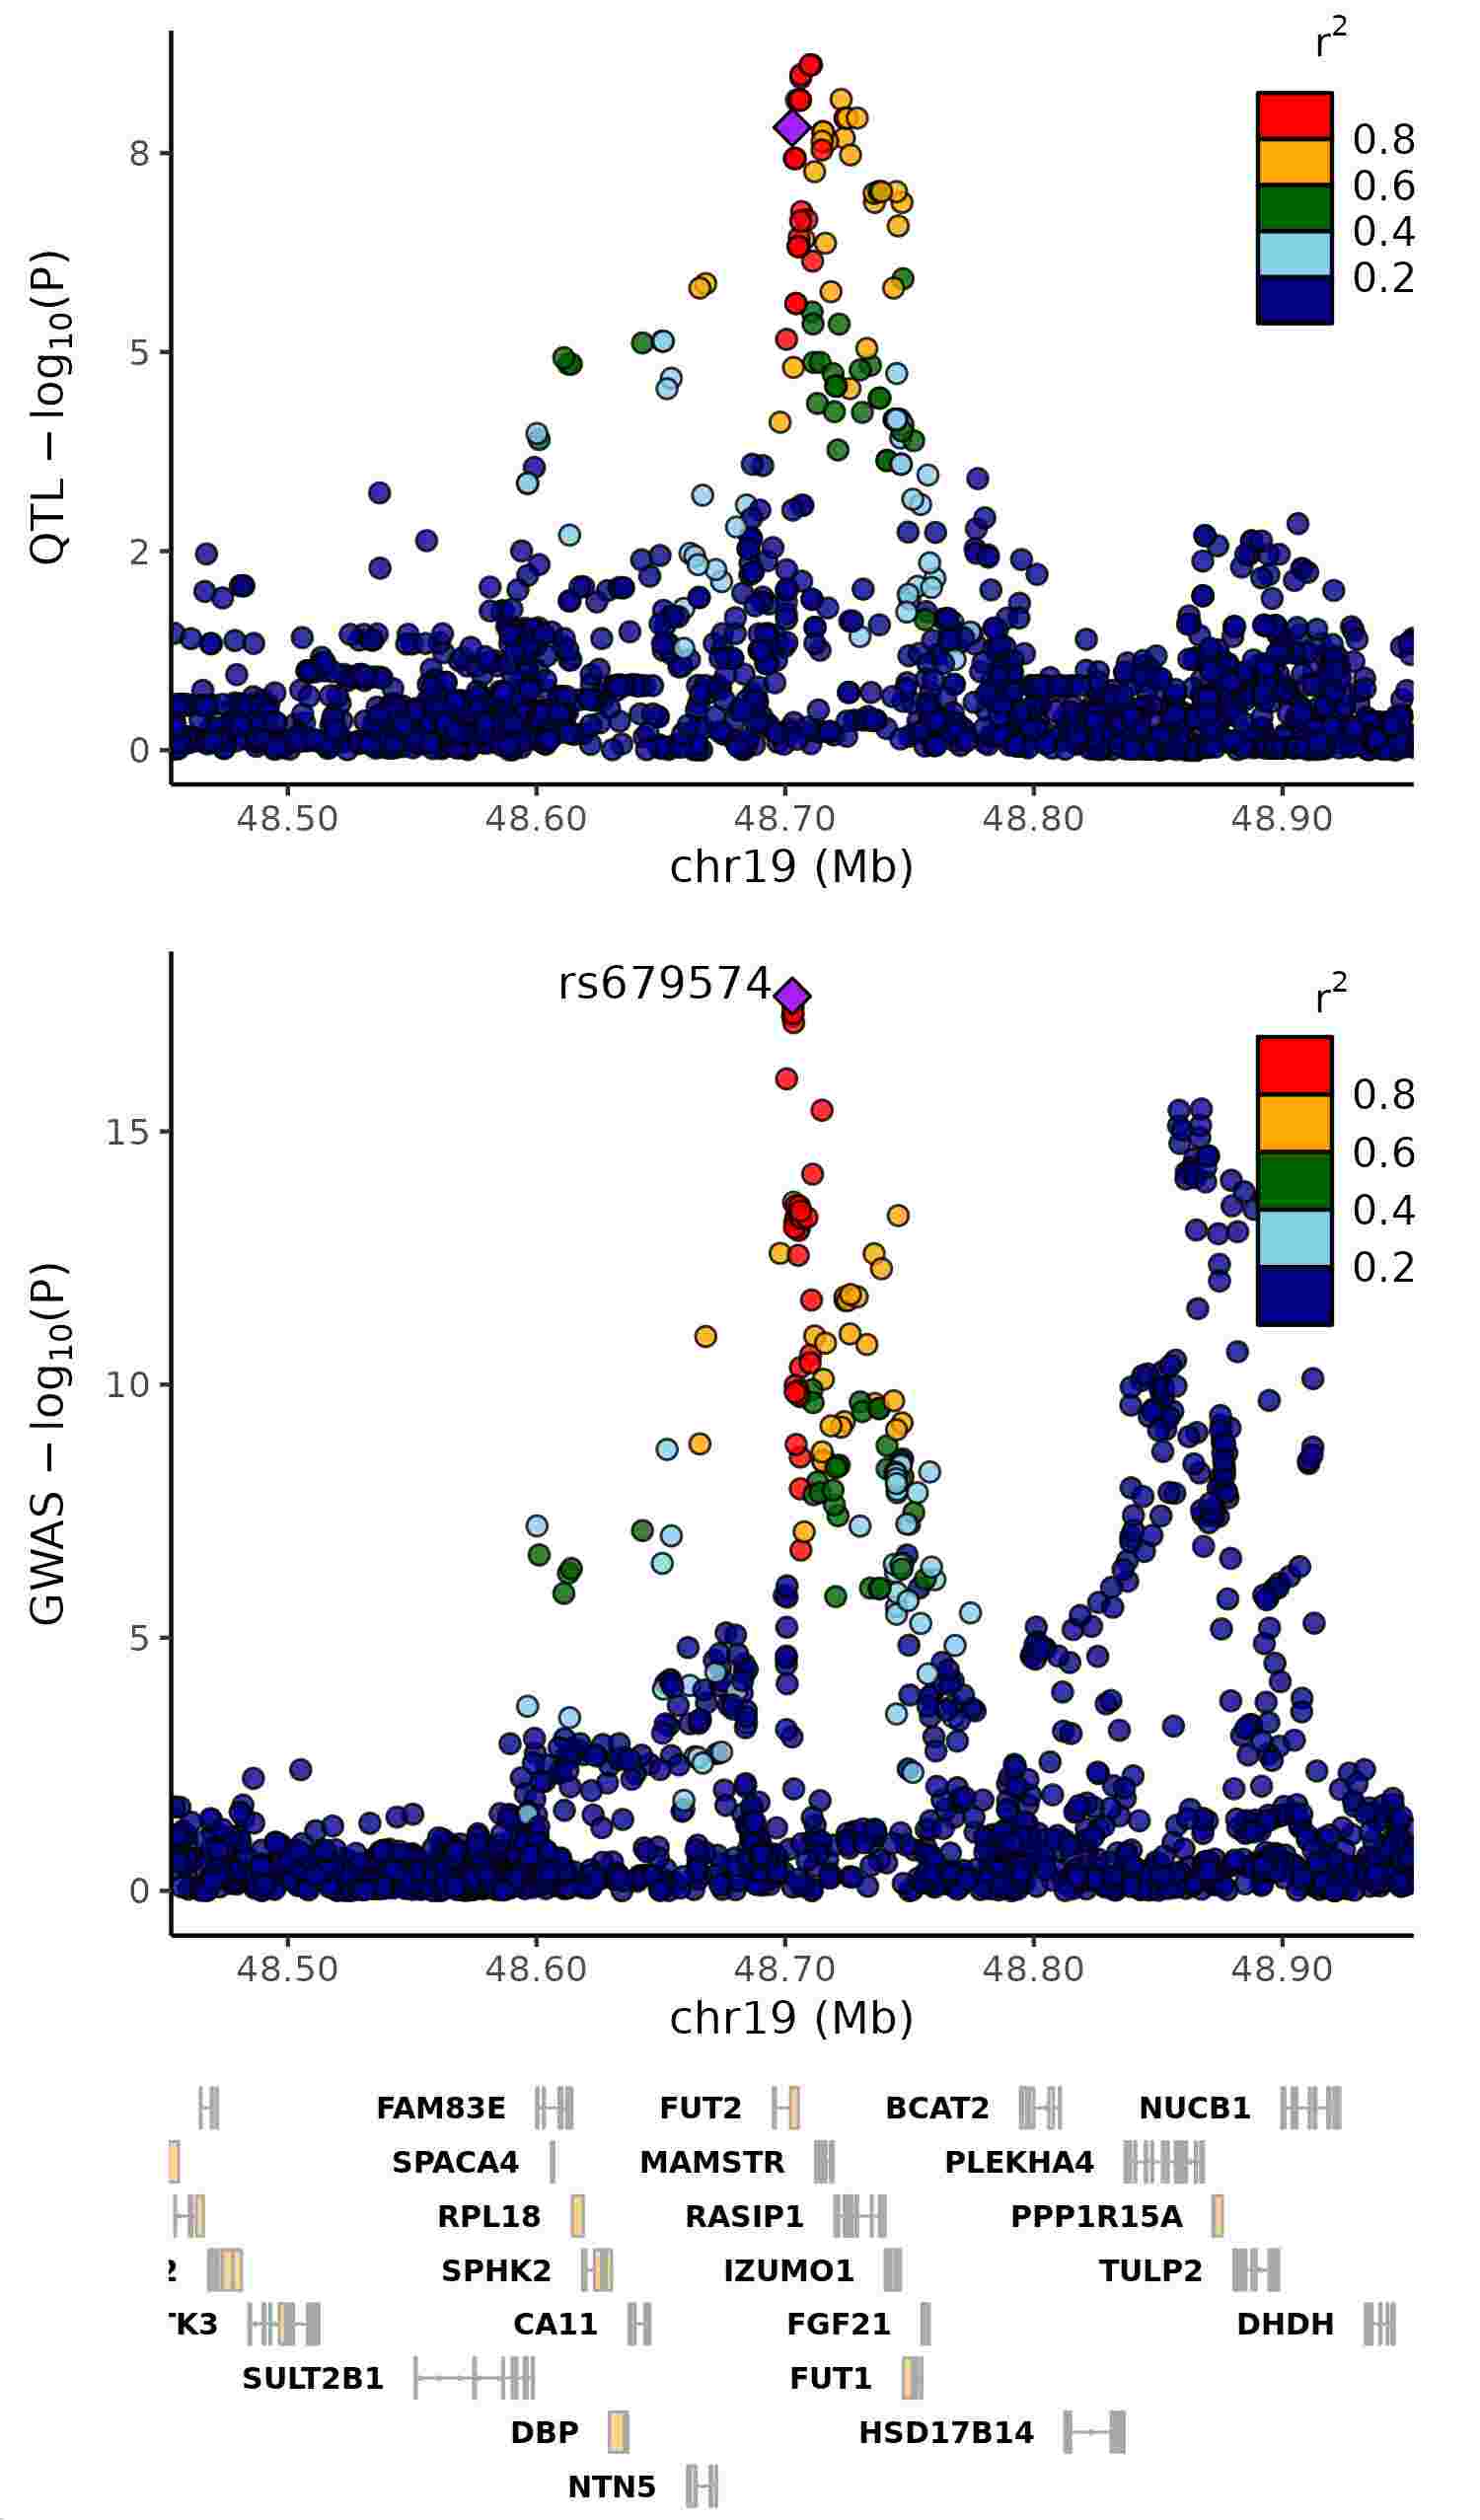 r2
8
5
2
0
0.8
0.6
0.4
0.2
QTL −log10(P)
48.50 48.60 48.70 48.80 48.90
chr19 (Mb)
rs679574
r2
15
10
5
0
0.8
0.6
0.4
0.2
GWAS −log10(P)
48.50 48.60 48.70 48.80 48.90
chr19 (Mb)
FAM83E FUT2 BCAT2 NUCB1
SPACA4 MAMSTR PLEKHA4
RPL18 RASIP1 PPP1R15A
2 SPHK2 IZUMO1 TULP2
TK3 CA11 FGF21 DHDH
SULT2B1 FUT1
DBP HSD17B14
NTN5